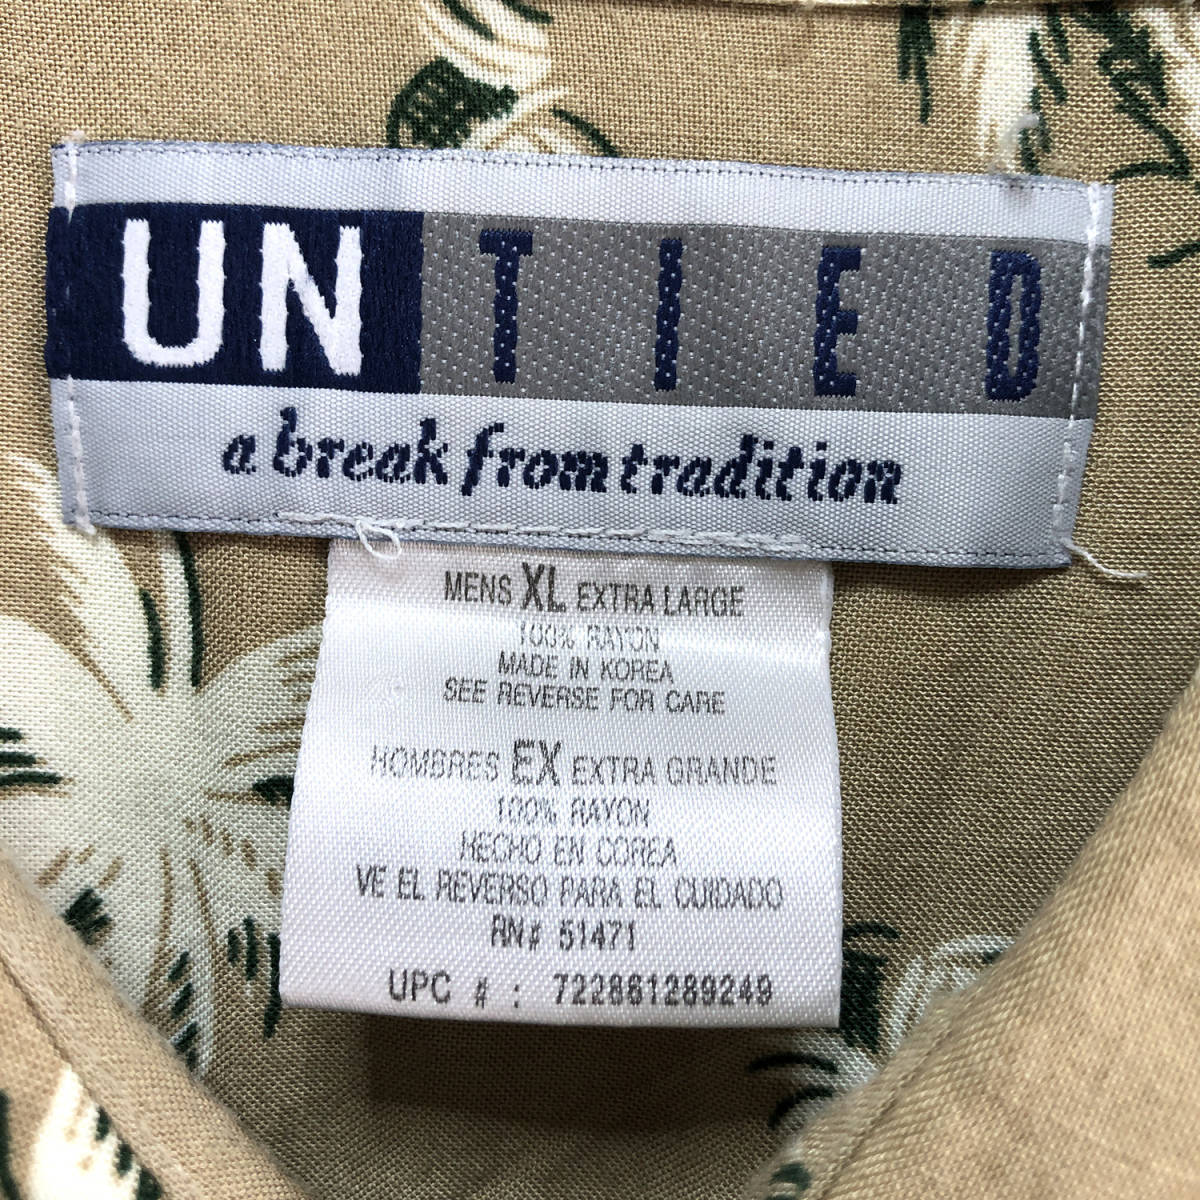 UNTIED
a break from tradition
MENS XL EXTRA LARGE
100% RAYON
MADE IN KOREA
SEE REVERSE FOR CARE
HOMBRES EX EXTRA GRANDE
100% RAYON
HECHO EN COREA
VE EL REVERSO PARA EL CUIDADO
RN# 51471
UPC # : 722861289249